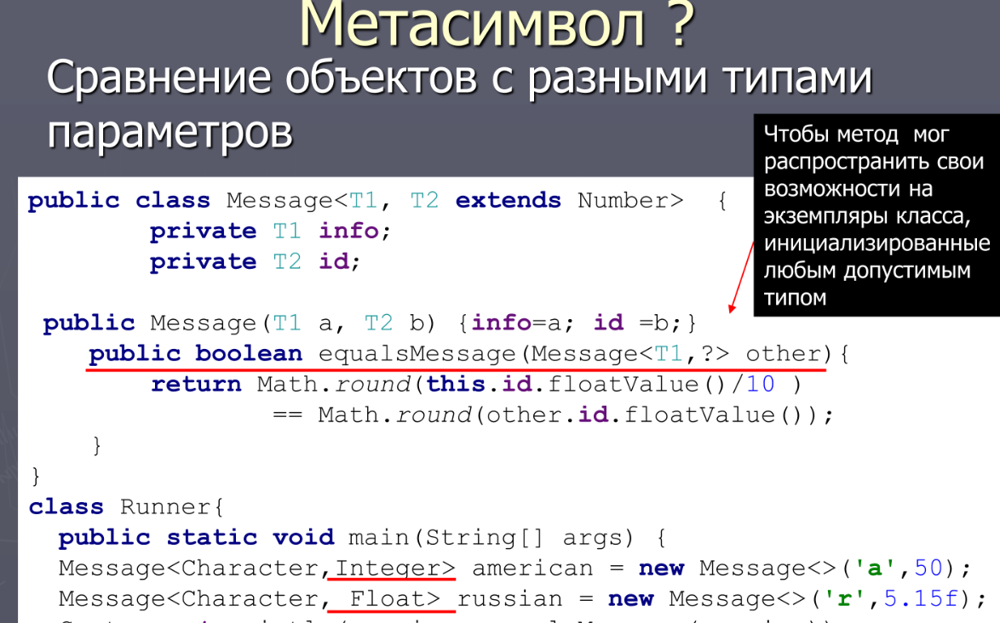 Метасимвол ?
Сравнение объектов с разными типами
параметров
Чтобы метод мог
распространить свои
возможности на
экземпляры класса,
инициализированные
любым допустимым
типом
public class Message<T1, T2 extends Number> {
private T1 info;
private T2 id;
public Message(T1 a, T2 b) {info=a; id =b;}
public boolean equalsMessage(Message<T1,?> other){
return Math.round(this.id.floatValue()/10 )
== Math.round(other.id.floatValue());
}
}
class Runner{
public static void main(String[] args) {
Message<Character,Integer> american = new Message<>('a',50);
Message<Character, Float> russian = new Message<>('r',5.15f);